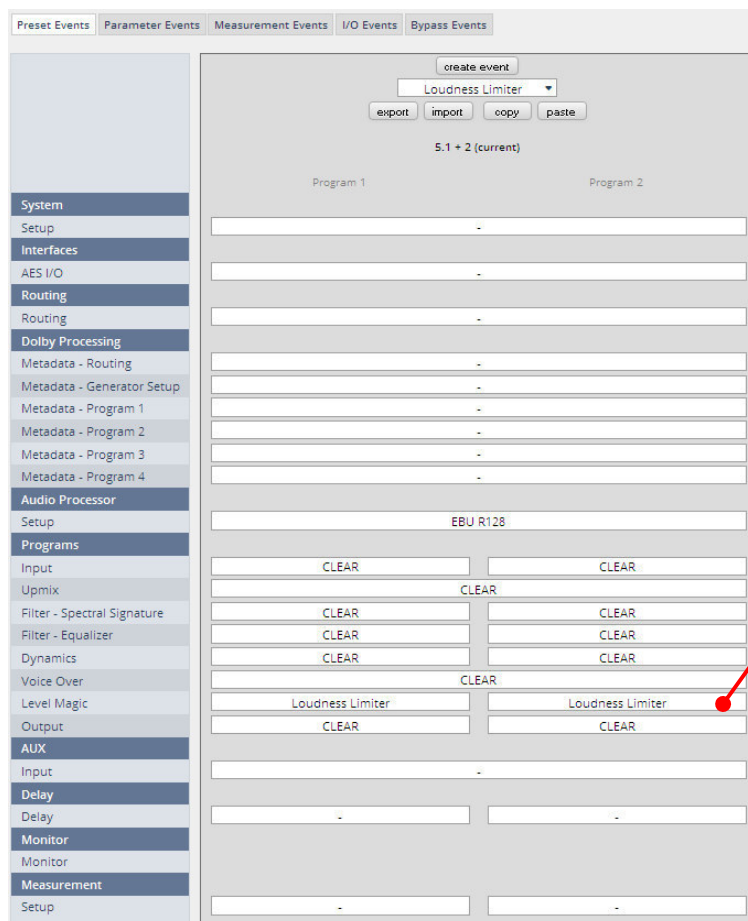 Preset Events Parameter Events Measurement Events I/O Events Bypass Events
create event
Loudness Limiter
export import copy paste
5.1 + 2 (current)
Program 1 Program 2
System
Setup -
Interfaces
AES I/O -
Routing
Routing -
Dolby Processing
Metadata - Routing -
Metadata - Generator Setup -
Metadata - Program 1 -
Metadata - Program 2 -
Metadata - Program 3 -
Metadata - Program 4 -
Audio Processor
Setup EBU R128
Programs
Input CLEAR CLEAR
Upmix CLEAR
Filter - Spectral Signature CLEAR CLEAR
Filter - Equalizer CLEAR CLEAR
Dynamics CLEAR CLEAR
Voice Over CLEAR
Level Magic Loudness Limiter Loudness Limiter
Output CLEAR CLEAR
AUX
Input -
Delay
Delay - -
Monitor
Monitor
Measurement
Setup - -